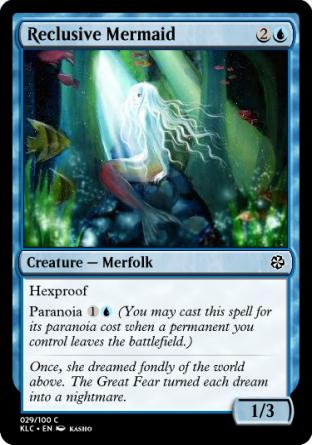 Reclusive Mermaid 2
Creature — Merfolk
Hexproof
Paranoia 1 (You may cast this spell for
its paranoia cost when a permanent you
control leaves the battlefield.)
Once, she dreamed fondly of the world
above. The Great Fear turned each dream
into a nightmare.
1/3
029/100 C
KLC • EN KASHO